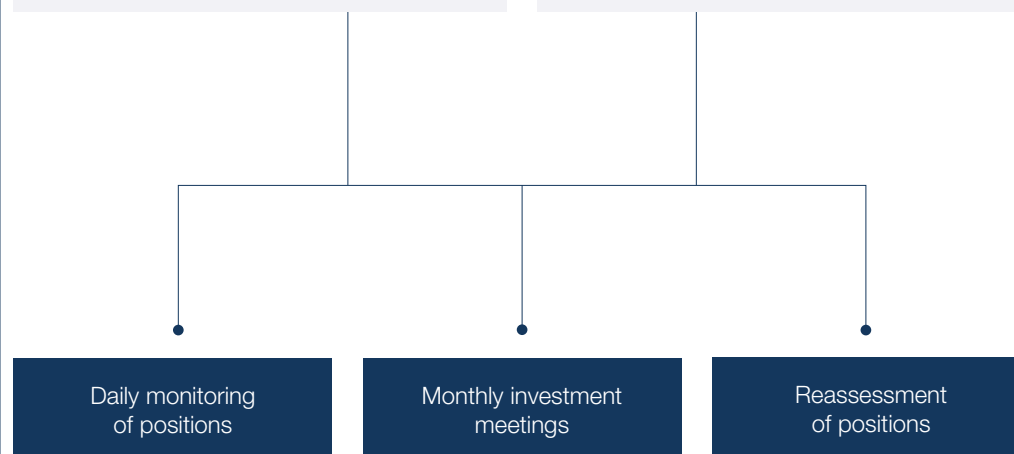 Daily monitoring
of positions
Monthly investment
meetings
Reassessment
of positions